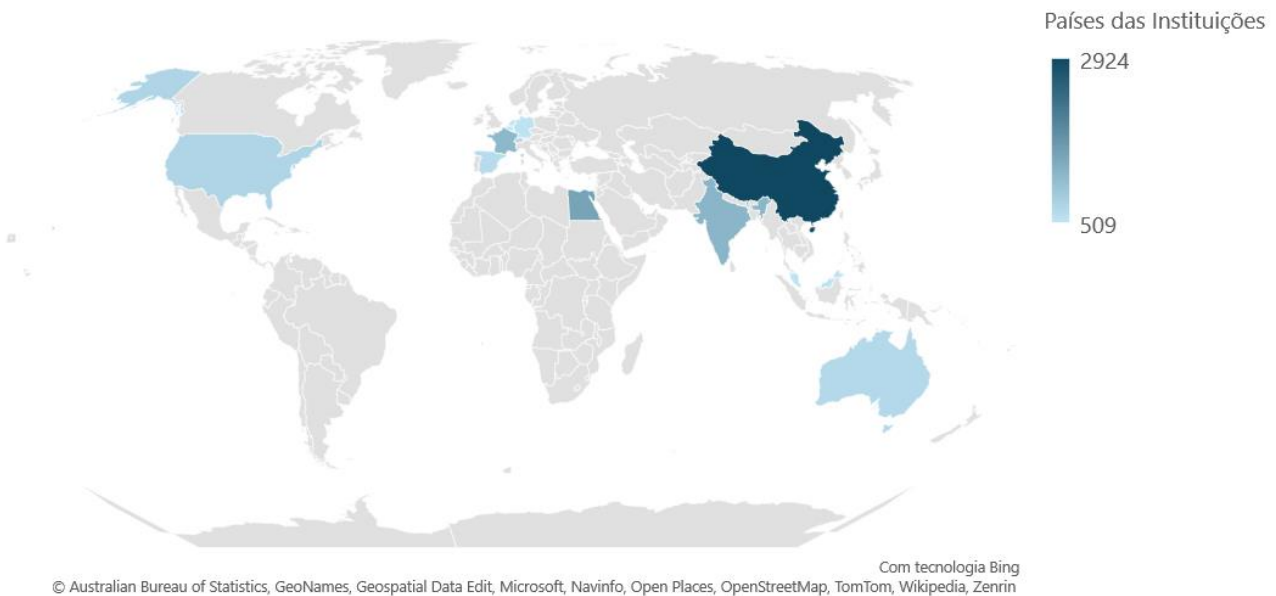 Países das Instituições
2924
509
Com tecnologia Bing
© Australian Bureau of Statistics, GeoNames, Geospatial Data Edit, Microsoft, Navinfo, Open Places, OpenStreetMap, TomTom, Wikipedia, Zenrin